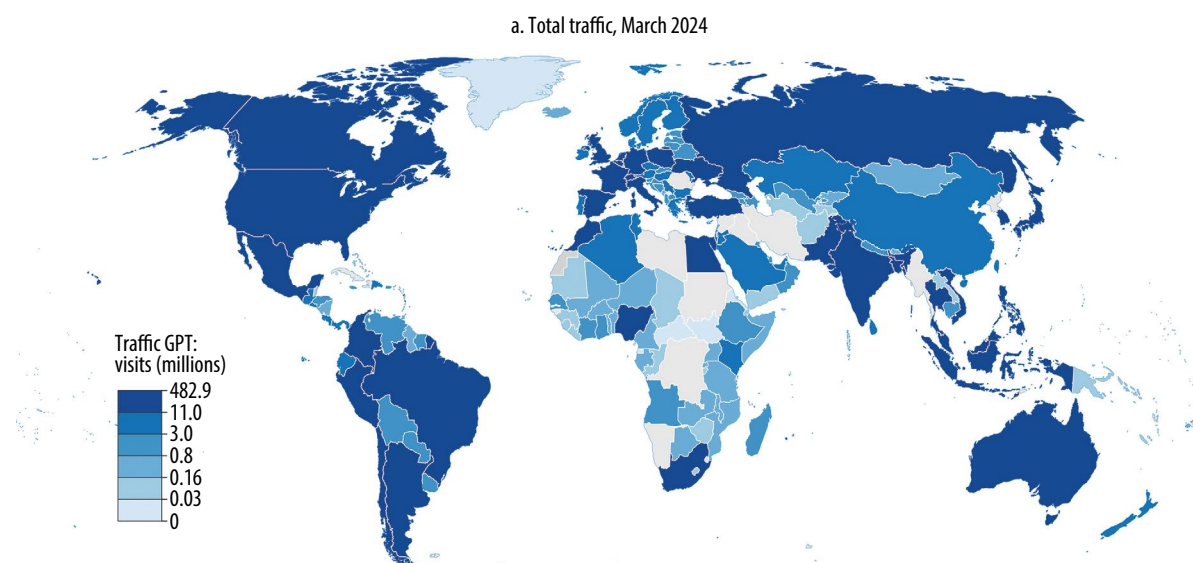 a. Total traffic, March 2024
Traffic GPT:
visits (millions)
482.9
11.0
3.0
0.8
0.16
0.03
0